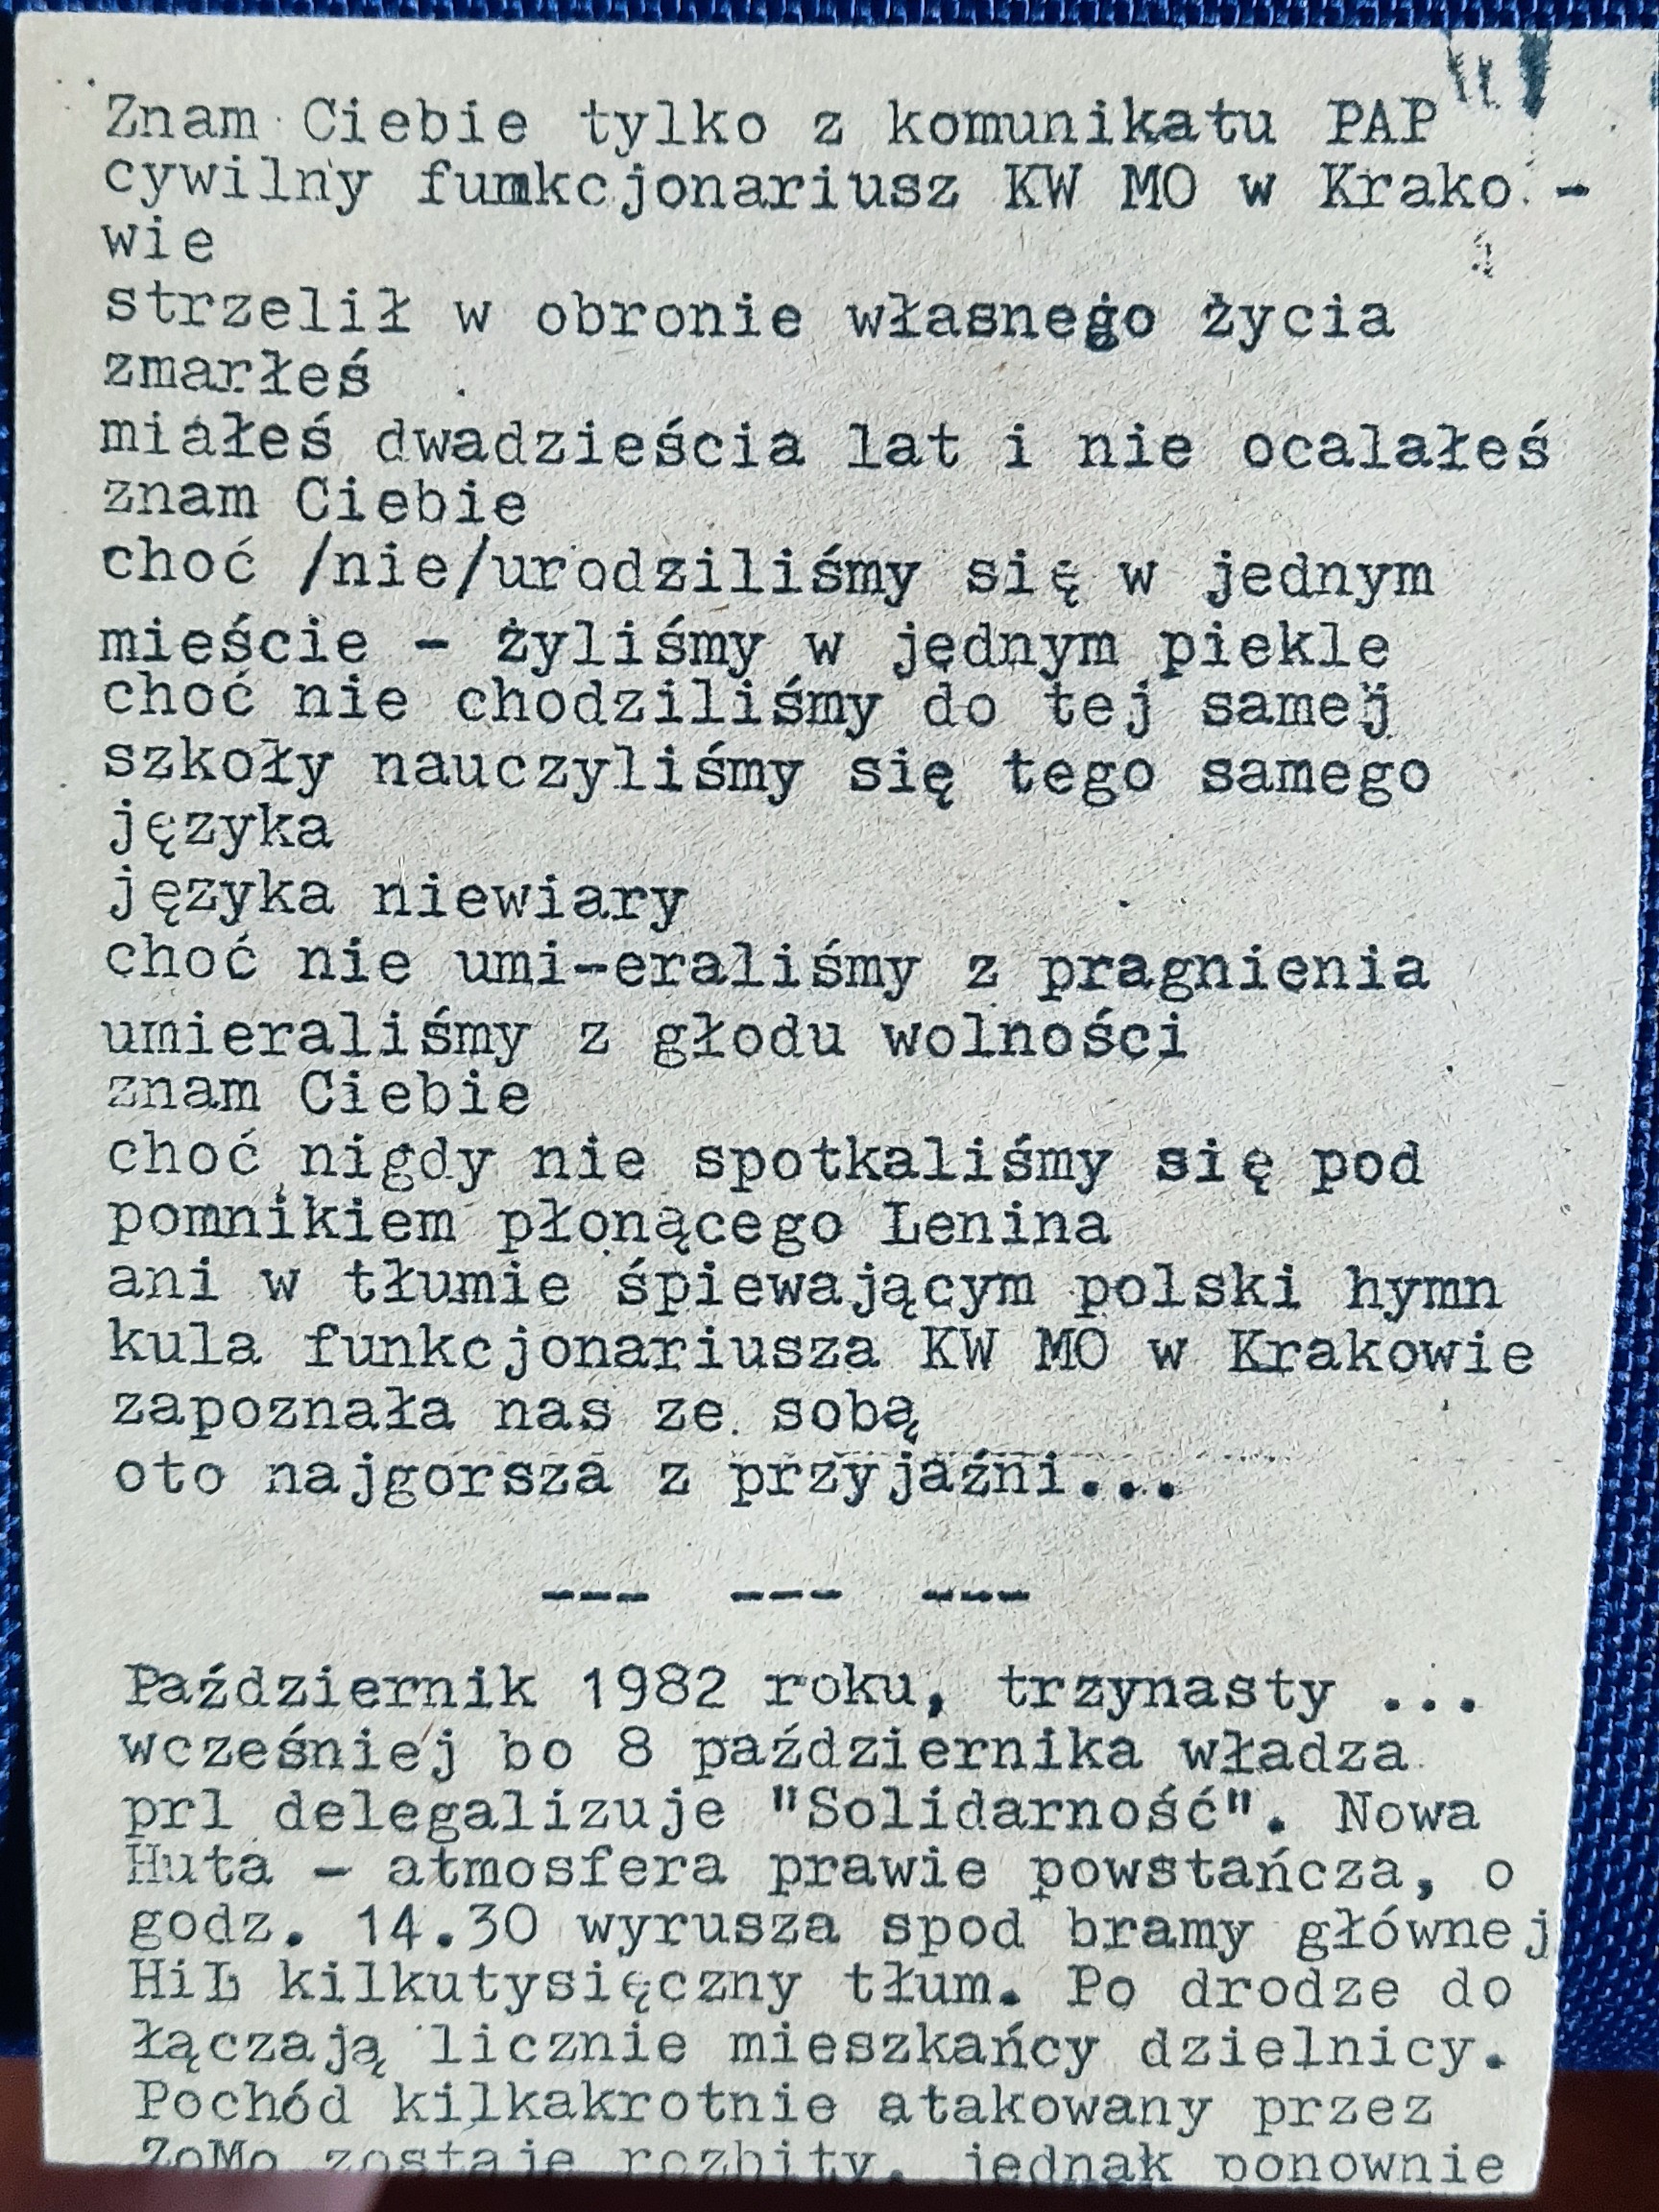 Znam Ciebie tylko z komunikatu PAP
cywilny funkcjonariusz KW MO w Krako -
wie
strzelił w obronie własnego życia
zmarłeś
miałeś dwadzieścia lat i nie ocalałeś
znam Ciebie
choć /nie/urodziliśmy się w jednym
mieście - żyliśmy w jednym piekle
choć nie chodziliśmy do tej samej
szkoły nauczyliśmy się tego samego
języka
języka niewiary
choć nie umi-eraliśmy z pragnienia
umieraliśmy z głodu wolności
znam Ciebie
choć nigdy nie spotkaliśmy się pod
pomnikiem płonącego Lenina
ani w tłumie śpiewającym polski hymn
kula funkcjonariusza KW MO w Krakowie
zapoznała nas ze sobą
oto najgorsza z przyjaźni...
--- --- ---
Październik 1982 roku, trzynasty ...
wcześniej bo 8 października władza
prl delegalizuje "Solidarność". Nowa
Huta - atmosfera prawie powstańcza, o
godz. 14.30 wyrusza spod bramy głównej
HiL kilkutysięczny tłum. Po drodze do
łączają licznie mieszkańcy dzielnicy.
Pochód kilkakrotnie atakowany przez
ZoMo zostaje rozbity, jednak ponownie